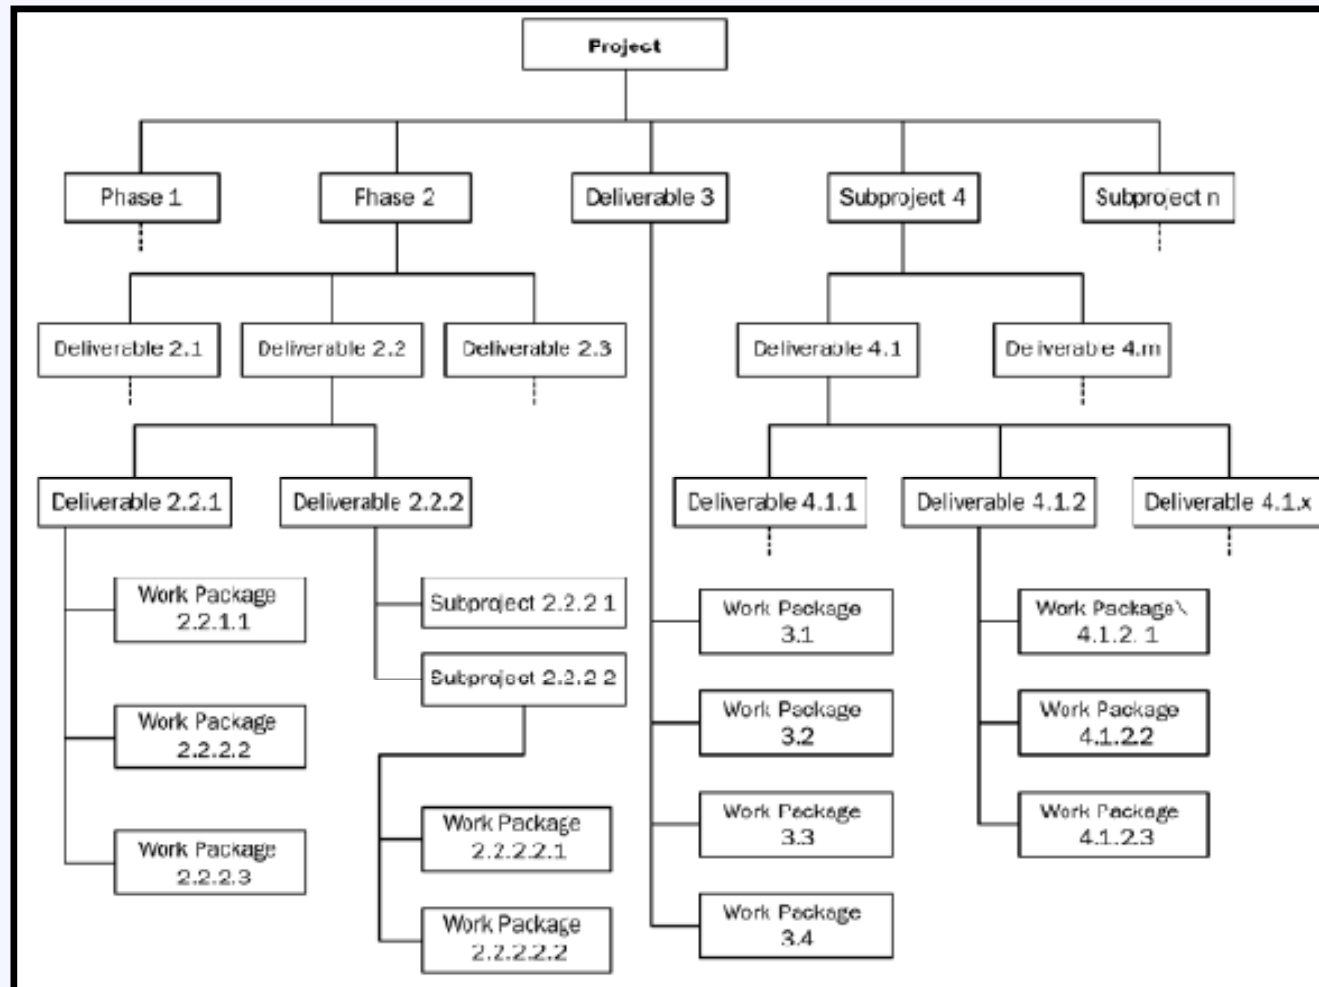 Project
Phase 1
Fhase 2
Deliverable 3
Subproject 4
Subproject n
Deliverable 2.1
Deliverable 2.2
Deliverable 2.3
Deliverable 4.1
Deliverable 4.m
Deliverable 2.2.1
Deliverable 2.2.2
Deliverable 4.1.1
Deliverable 4.1.2
Deliverable 4.1.x
Work Package
2.2.1.1
Subproject 2.2.2 1
Work Package
3.1
Work Package\
4.1.2. 1
Subproject 2.2.2 2
Work Package
2.2.2.2
Work Package
3.2
Work Package
4.1.2.2
Work Package
2.2.2.3
Work Package
2.2.2.2.1
Work Package
3.3
Work Package
4.1.2.3
Work Package
2.2.2.2.2
Work Package
3.4